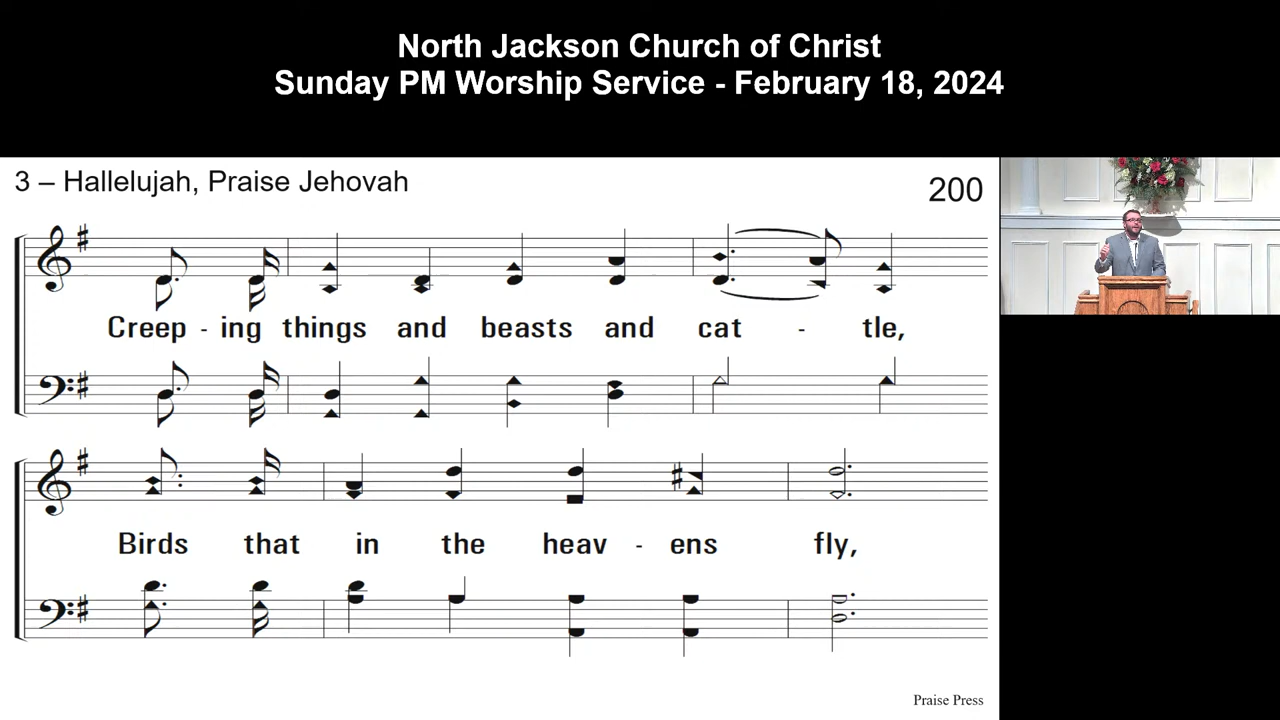 North Jackson Church of Christ
Sunday PM Worship Service - February 18, 2024
3 – Hallelujah, Praise Jehovah
200
Creep - ing things and beasts and cat - tle,
Birds that in the heav - ens fly,
Praise Press